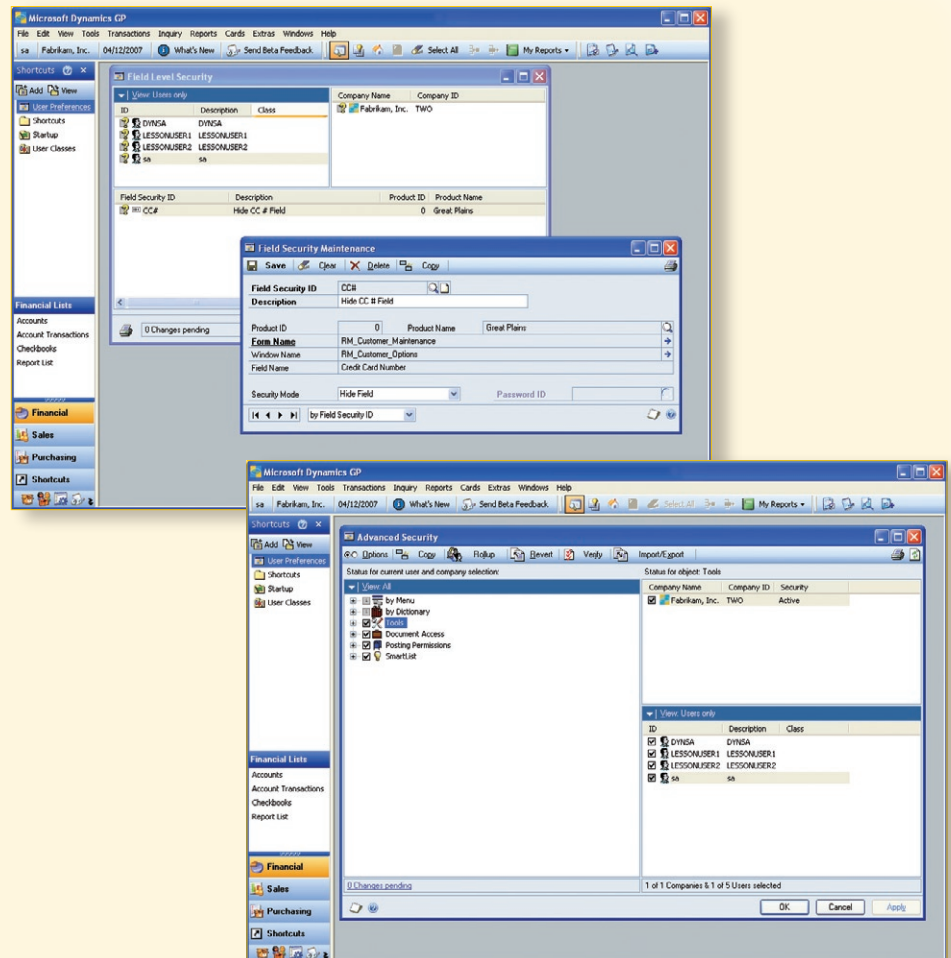 Microsoft Dynamics GP
File Edit View Tools Transactions Inquiry Reports Cards Extras Windows Help
sa Fabrikam, Inc. 04/12/2007 What's New Send Beta Feedback Select All My Reports
Shortcuts
Add View
User Preferences
Shortcuts
Startup
User Classes
Financial Lists
Accounts
Account Transactions
Checkbooks
Report List
Financial
Sales
Purchasing
Shortcuts
Field Level Security
View: Users only
ID Description Class
DYNSA DYNSA
LESSONUSER1 LESSONUSER1
LESSONUSER2 LESSONUSER2
sa sa
Company Name Company ID
Fabrikam, Inc. TWO
Field Security ID Description Product ID Product Name
CC# Hide CC # Field 0 Great Plains
0 Changes pending
Field Security Maintenance
Save Clear Delete Copy
Field Security ID CC#
Description Hide CC # Field
Product ID 0 Product Name Great Plains
Form Name RM_Customer_Maintenance
Window Name RM_Customer_Options
Field Name Credit Card Number
Security Mode Hide Field Password ID
by Field Security ID
Microsoft Dynamics GP
File Edit View Tools Transactions Inquiry Reports Cards Extras Windows Help
sa Fabrikam, Inc. 04/12/2007 What's New Send Beta Feedback Select All My Reports
Shortcuts
Add View
User Preferences
Shortcuts
Startup
User Classes
Financial Lists
Accounts
Account Transactions
Checkbooks
Report List
Financial
Sales
Purchasing
Shortcuts
Advanced Security
Options Copy Rollup Revert Verify Import/Export
Status for current user and company selection:
View: All
by Menu
by Dictionary
Tools
Document Access
Posting Permissions
SmartList
0 Changes pending
Status for object: Tools
Company Name Company ID Security
Fabrikam, Inc. TWO Active
View: Users only
ID Description Class
DYNSA DYNSA
LESSONUSER1 LESSONUSER1
LESSONUSER2 LESSONUSER2
sa sa
1 of 1 Companies & 1 of 5 Users selected
OK Cancel Apply